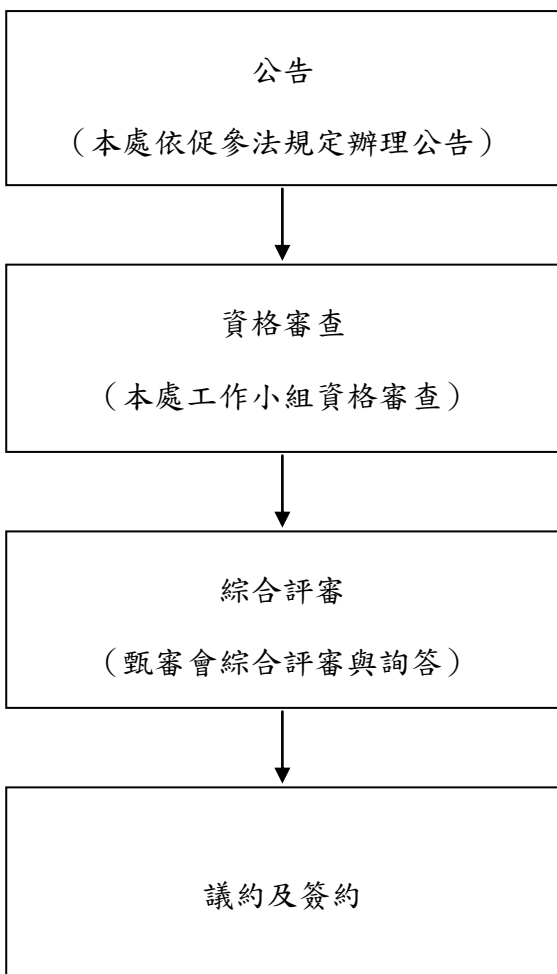 公告
（本處依促參法規定辦理公告）
資格審查
（本處工作小組資格審查）
綜合評審
（甄審會綜合評審與詢答）
議約及簽約